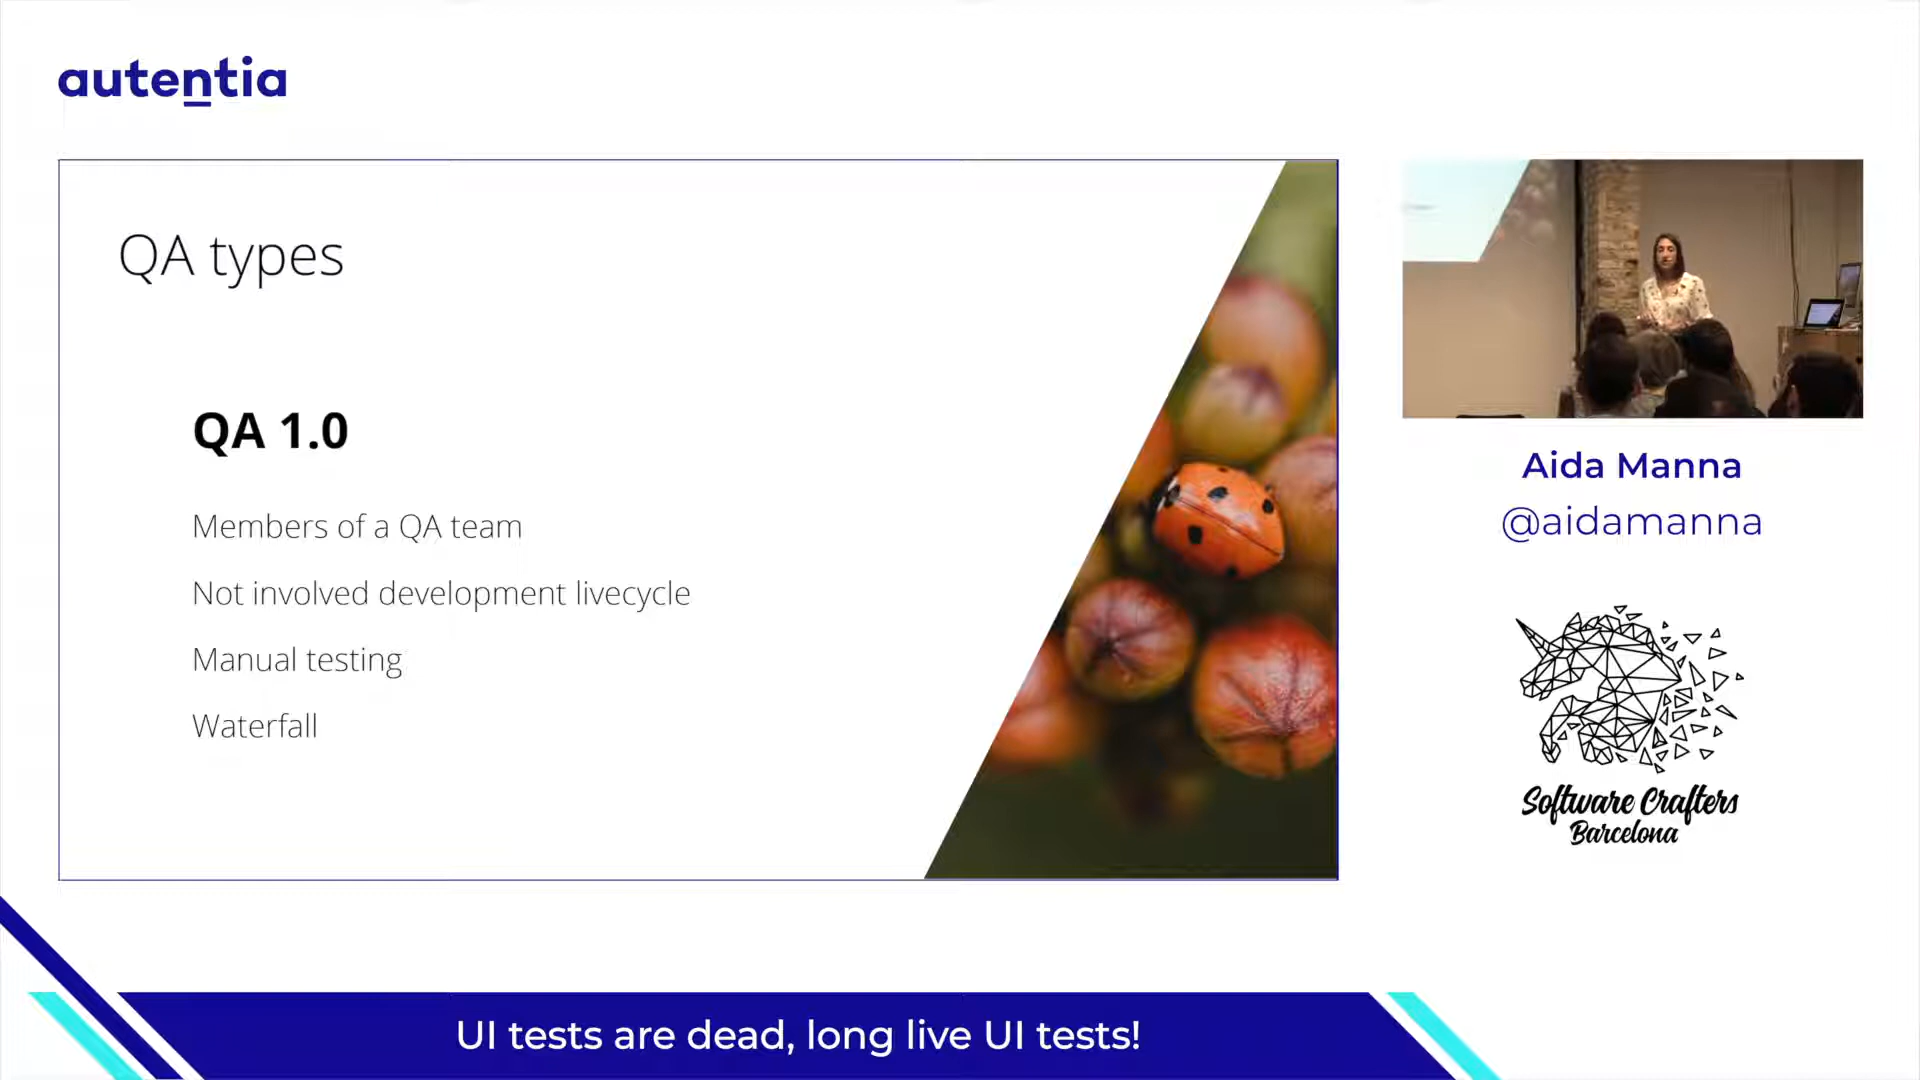 autentia
QA types
QA 1.0
Members of a QA team
Not involved development livecycle
Manual testing
Waterfall
Aida Manna
@aidamanna
Software Crafters
Barcelona
UI tests are dead, long live UI tests!